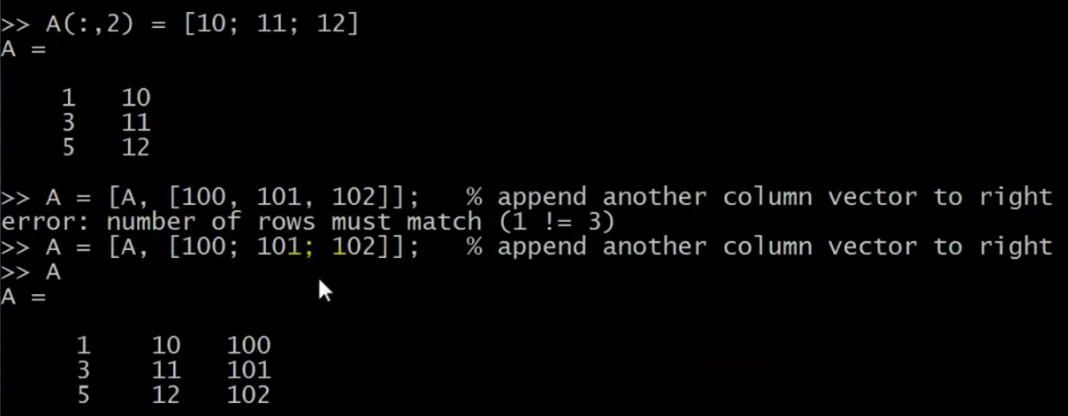 >> A(:,2) = [10; 11; 12]
A =
1 10
3 11
5 12
>> A = [A, [100, 101, 102]]; % append another column vector to right
error: number of rows must match (1 != 3)
>> A = [A, [100; 101; 102]]; % append another column vector to right
>> A
A =
1 10 100
3 11 101
5 12 102